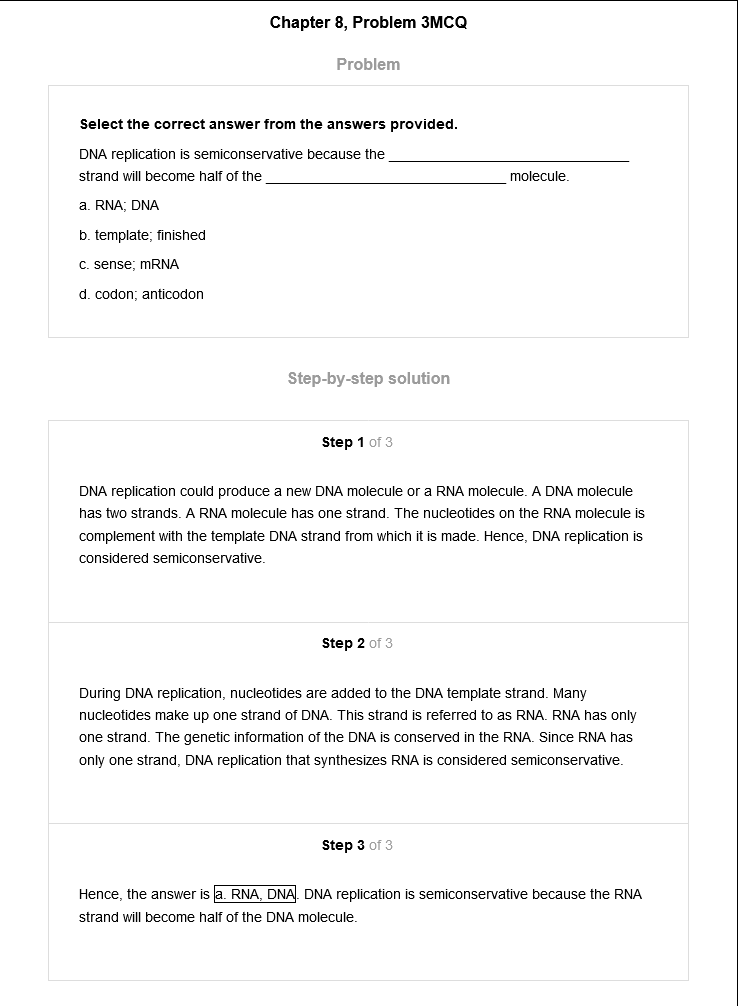 Chapter 8, Problem 3MCQ
Problem
Select the correct answer from the answers provided.
DNA replication is semiconservative because the ______________________________
strand will become half of the ______________________________ molecule.
a. RNA; DNA
b. template; finished
c. sense; mRNA
d. codon; anticodon
Step-by-step solution
Step 1 of 3
DNA replication could produce a new DNA molecule or a RNA molecule. A DNA molecule
has two strands. A RNA molecule has one strand. The nucleotides on the RNA molecule is
complement with the template DNA strand from which it is made. Hence, DNA replication is
considered semiconservative.
Step 2 of 3
During DNA replication, nucleotides are added to the DNA template strand. Many
nucleotides make up one strand of DNA. This strand is referred to as RNA. RNA has only
one strand. The genetic information of the DNA is conserved in the RNA. Since RNA has
only one strand, DNA replication that synthesizes RNA is considered semiconservative.
Step 3 of 3
Hence, the answer is a. RNA, DNA. DNA replication is semiconservative because the RNA
strand will become half of the DNA molecule.